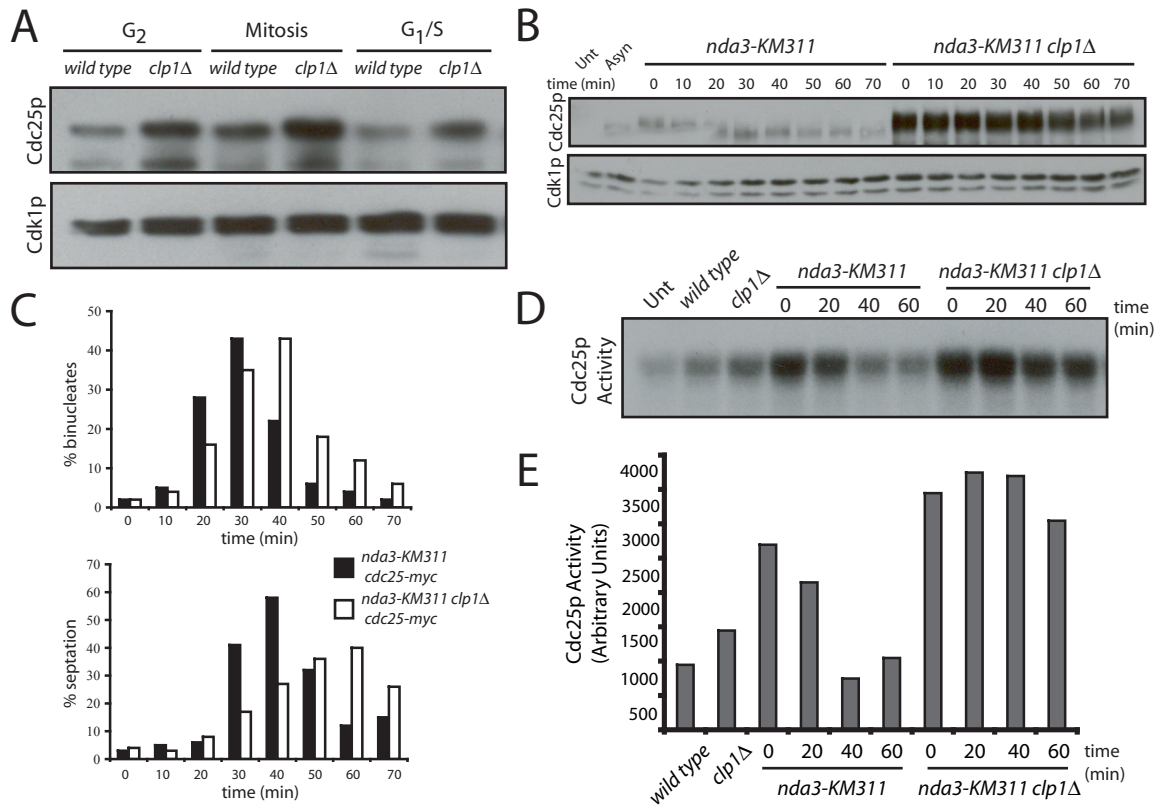 A
G2 Mitosis G1/S
wild type clp1Δ wild type clp1Δ wild type clp1Δ
Cdc25p
Cdk1p
B
Unt Asyn nda3-KM311 nda3-KM311 clp1Δ
time (min) 0 10 20 30 40 50 60 70 0 10 20 30 40 50 60 70
Cdc25p
Cdk1p
C
% binucleates
50
40
30
20
10
0
0 10 20 30 40 50 60 70
time (min)
nda3-KM311
cdc25-myc
nda3-KM311 clp1Δ
cdc25-myc
% septation
70
60
50
40
30
20
10
0
0 10 20 30 40 50 60 70
time (min)
D
Unt wild type clp1Δ nda3-KM311 nda3-KM311 clp1Δ
0 20 40 60 0 20 40 60 time
(min)
Cdc25p
Activity
E
Cdc25p Activity
(Arbitrary Units)
4000
3500
3000
2500
2000
1500
1000
500
wild type clp1Δ 0 20 40 60 0 20 40 60 time
(min)
nda3-KM311 nda3-KM311 clp1Δ